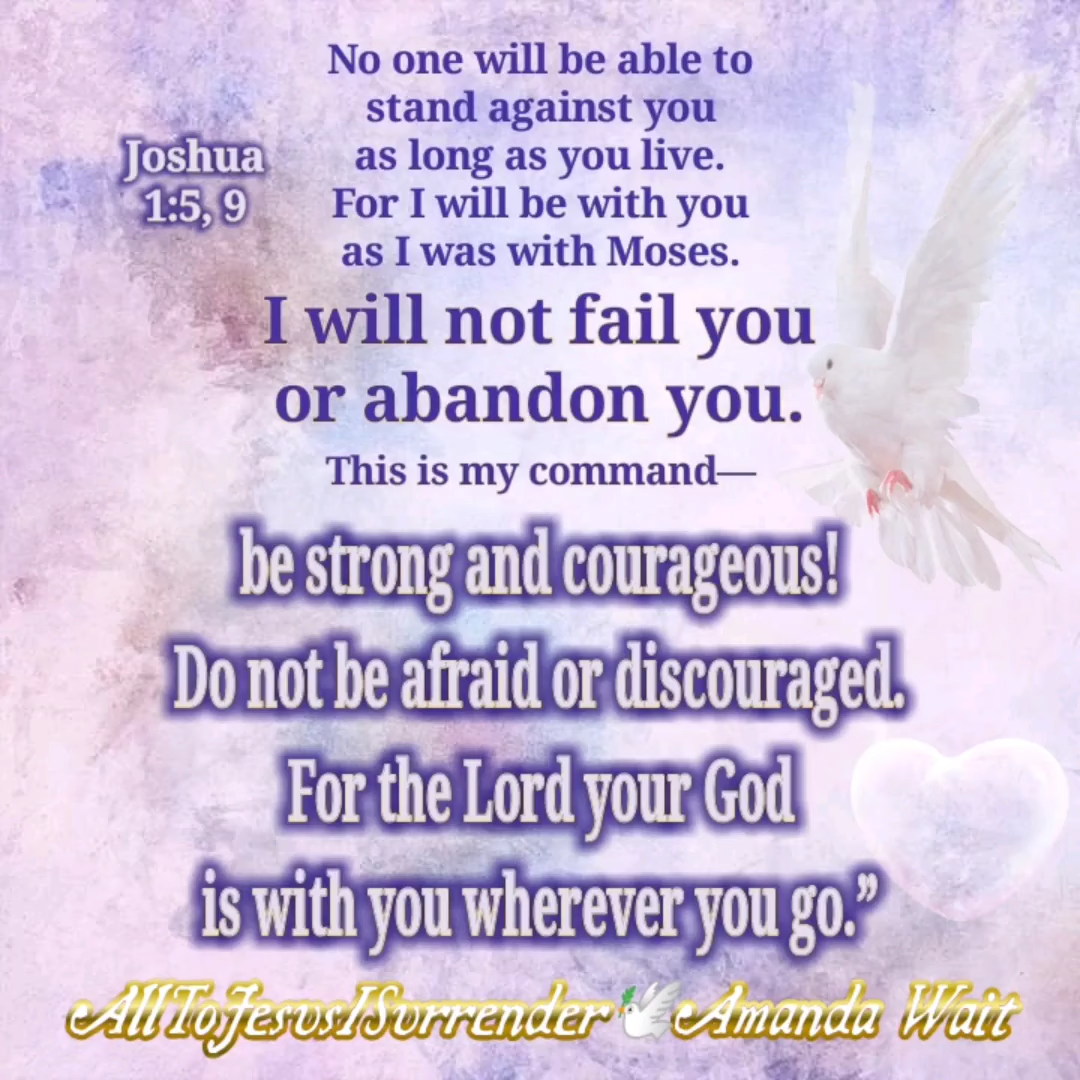 No one will be able to
stand against you
as long as you live.
For I will be with you
as I was with Moses.
Joshua
1:5, 9
I will not fail you
or abandon you.
This is my command—
be strong and courageous!
Do not be afraid or discouraged.
For the Lord your God
is with you wherever you go.”
AllToJesusISurrender🕊Amanda Wait